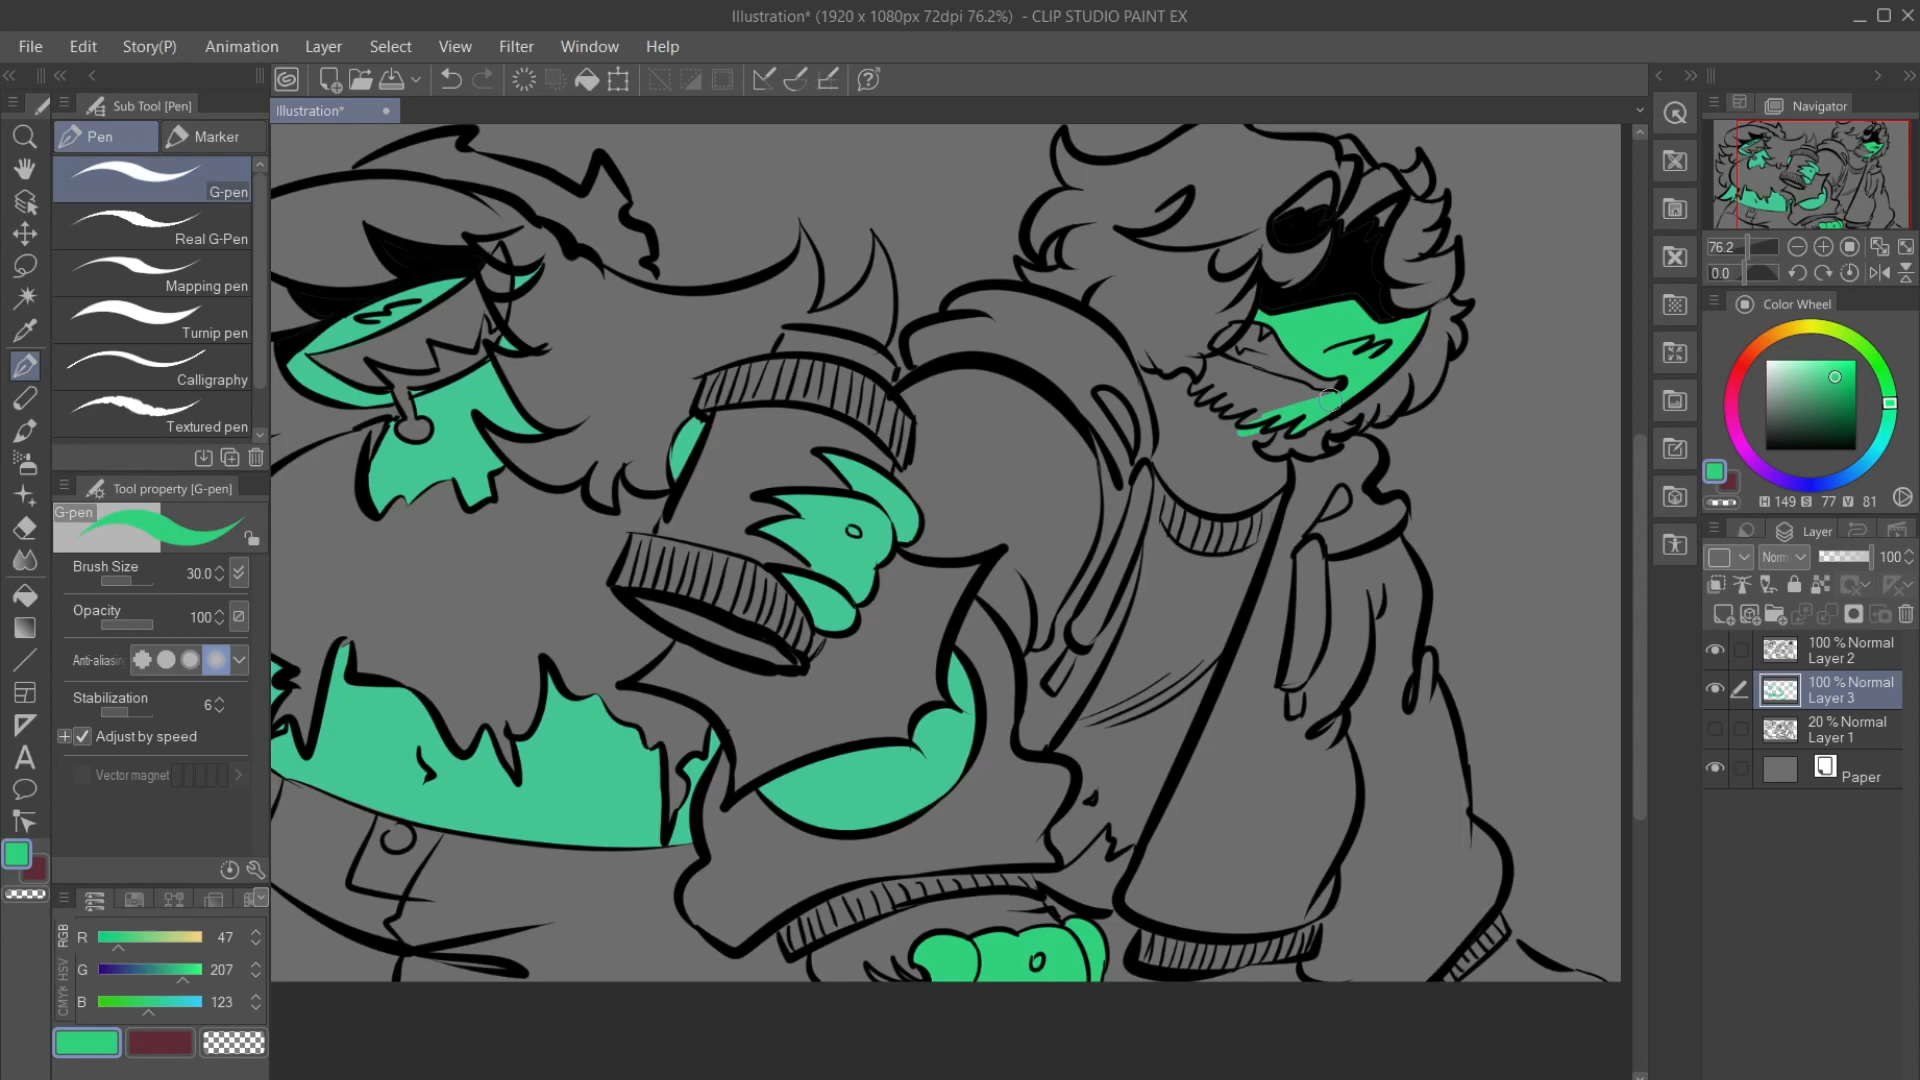 Illustration* (1920 x 1080px 72dpi 76.2%) - CLIP STUDIO PAINT EX
File Edit Story(P) Animation Layer Select View Filter Window Help
Sub Tool [Pen]
Illustration*
Navigator
Pen Marker
G-pen
Real G-Pen
Mapping pen
Turnip pen
Calligraphy
Textured pen
76.2
0.0
Color Wheel
H 149 S 77 V 81
Tool property [G-pen]
G-pen
Brush Size 30.0
Opacity 100
Anti-aliasin
Stabilization 6
Adjust by speed
Vector magnet
Layer
Norm 100
100 % Normal
Layer 2
100 % Normal
Layer 3
20 % Normal
Layer 1
Paper
RGB
HSV
CMYK
R 47
G 207
B 123